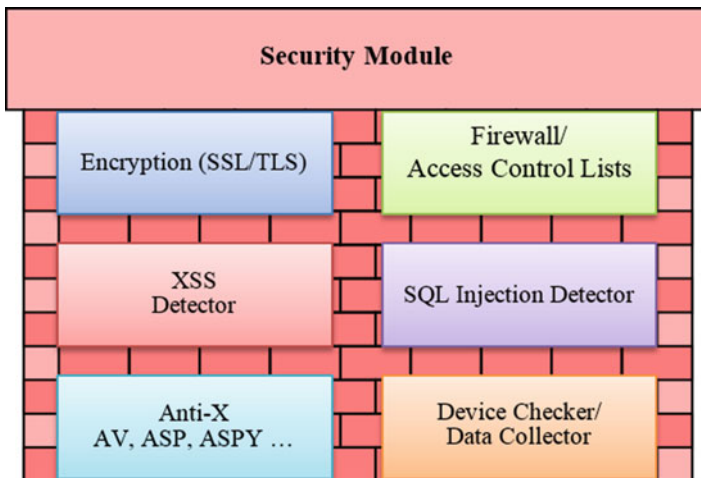 Security Module
Encryption (SSL/TLS)
Firewall/
Access Control Lists
XSS
Detector
SQL Injection Detector
Anti-X
AV, ASP, ASPY …
Device Checker/
Data Collector